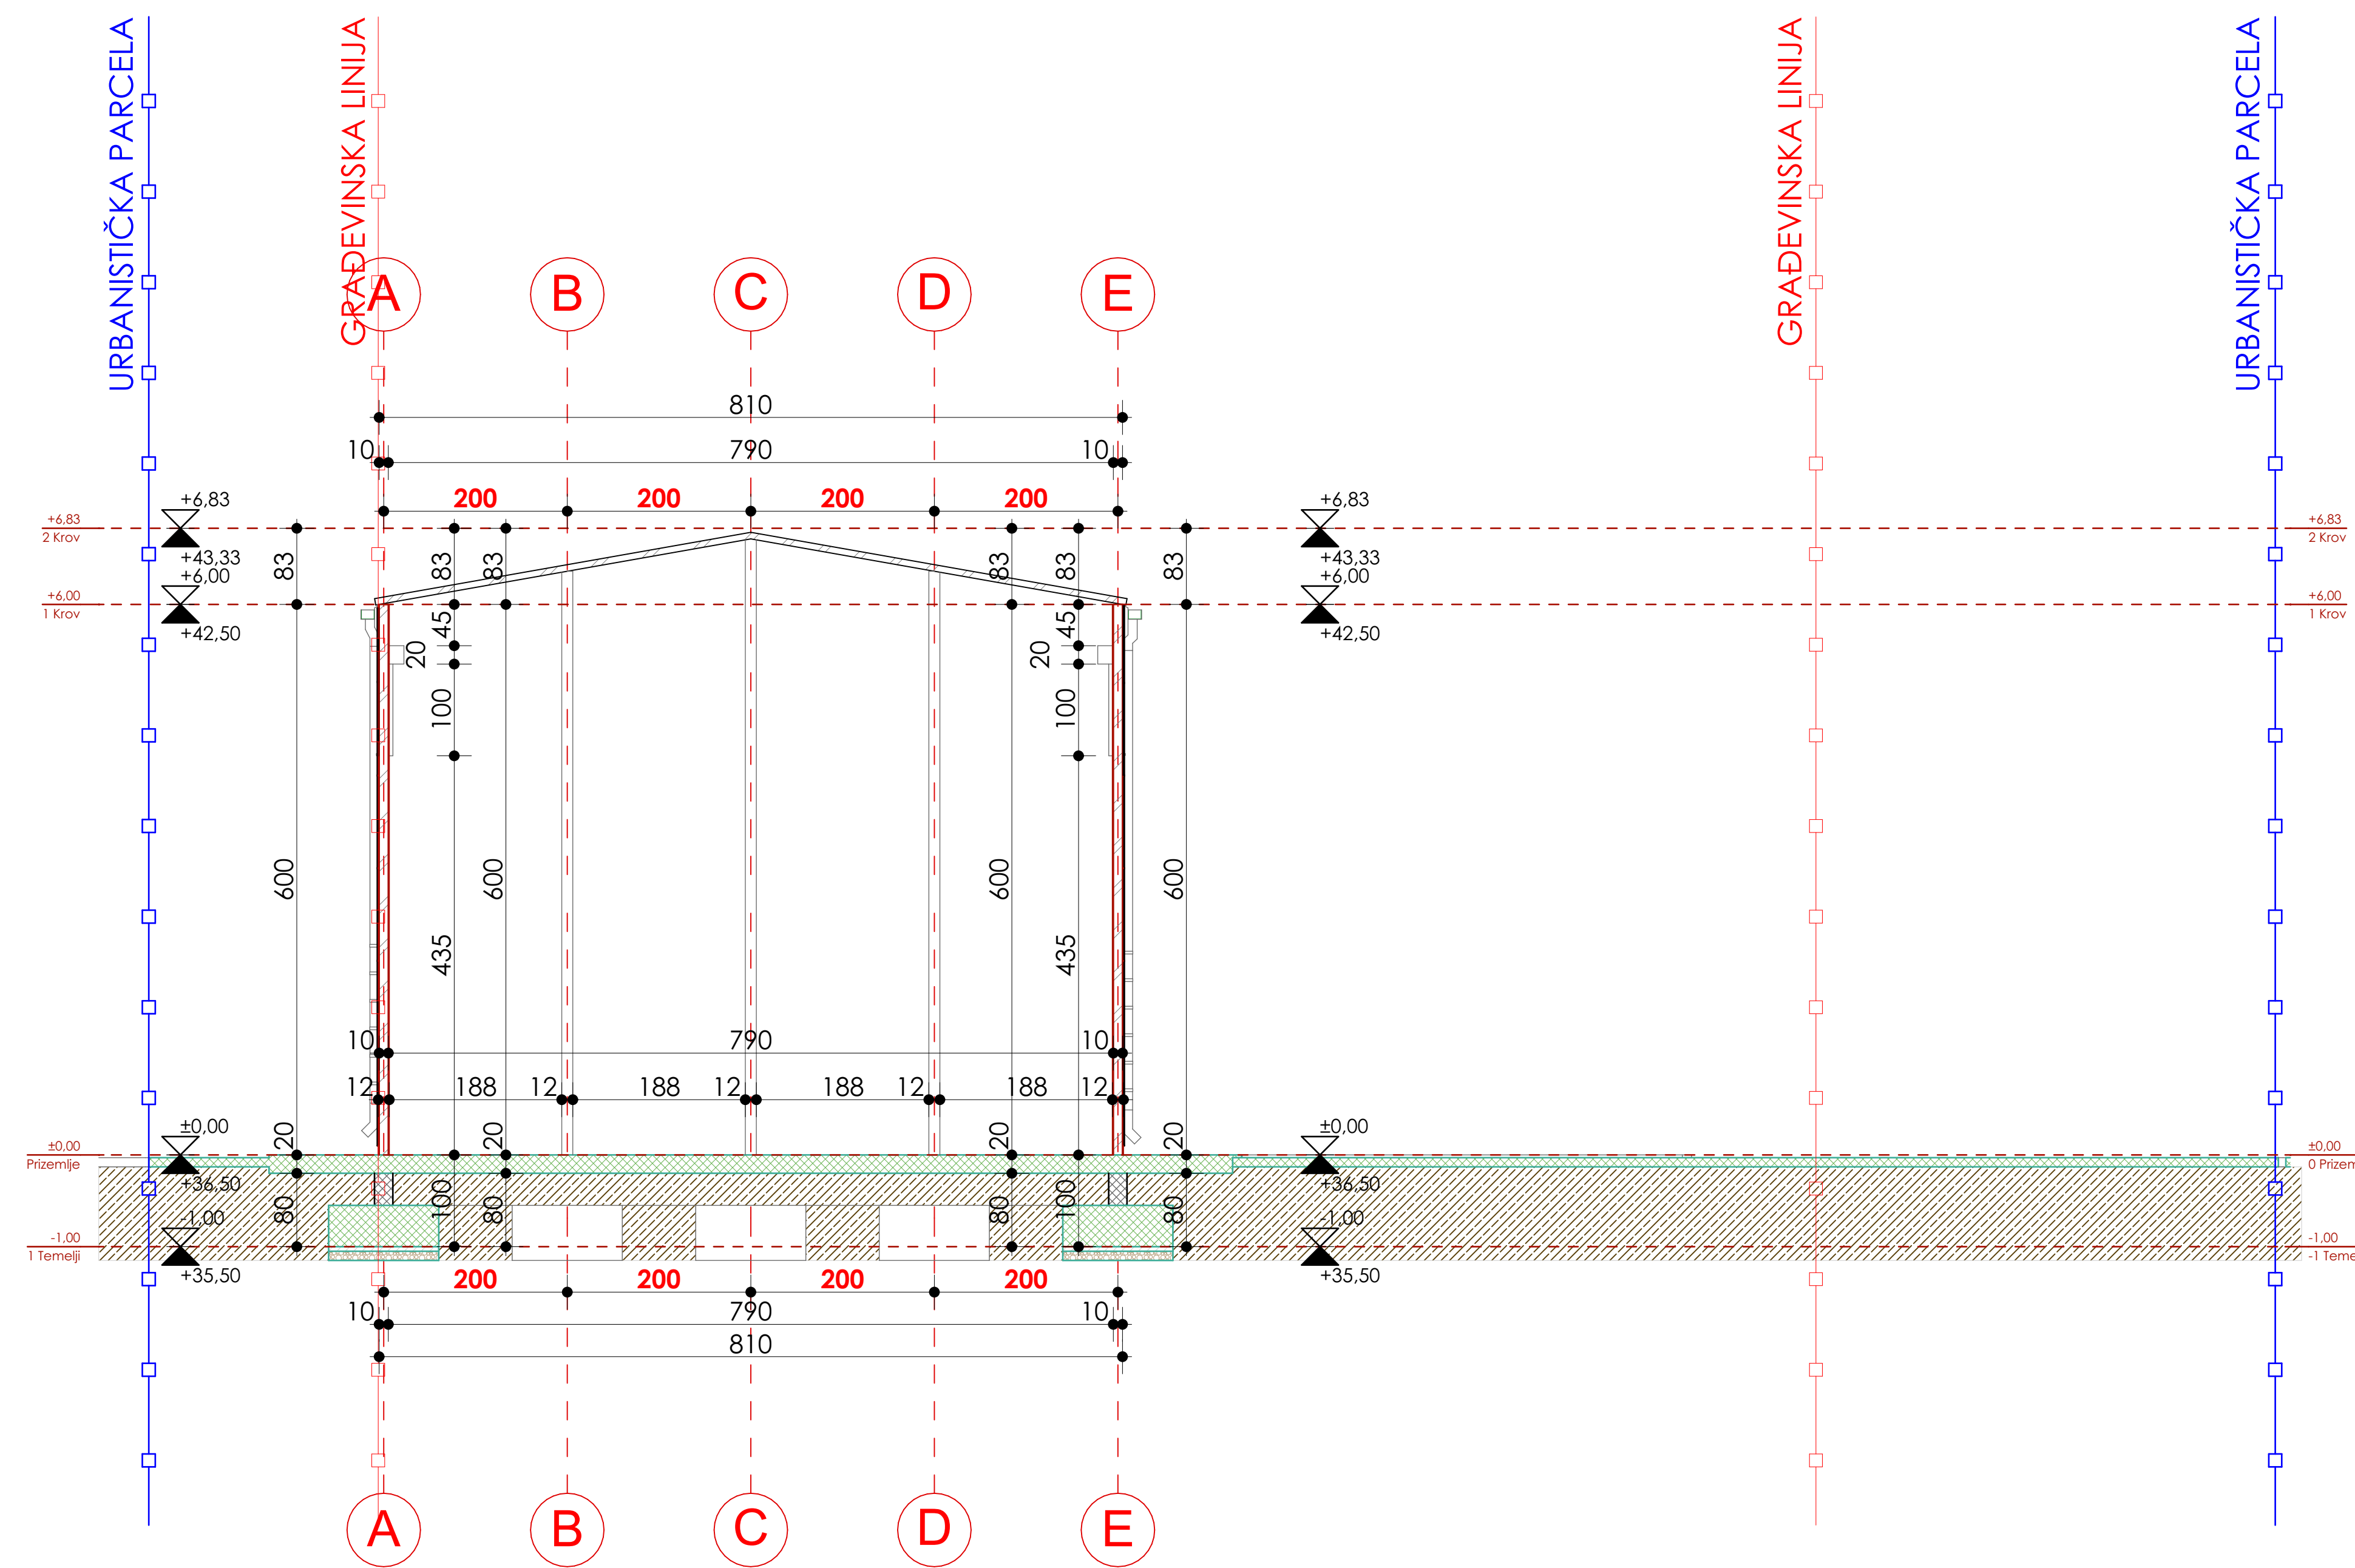 URBANISTIČKA PARCELA
GRAĐEVINSKA LINIJA
GRAĐEVINSKA LINIJA
URBANISTIČKA PARCELA
A B C D E
810
10 790 10
200 200 200 200
+6,83
2 Krov
+6,83
+43,33
83 83 83 83 83 83
+6,83
+43,33
+6,83
2 Krov
+6,00
1 Krov
+6,00
+42,50
+6,00
+42,50
+6,00
1 Krov
45 45
20 20
100 100
600 600 600 600
435 435
10 790 10
12 188 12 188 12 188 12 188 12
±0,00
Prizemlje
±0,00
+36,50
20 20 20 20
±0,00
+36,50
±0,00
0 Prizem
80 100 80 80 100 80
-1,00
1 Temelji
-1,00
+35,50
-1,00
+35,50
-1,00
-1 Teme
200 200 200 200
10 790 10
810
A B C D E